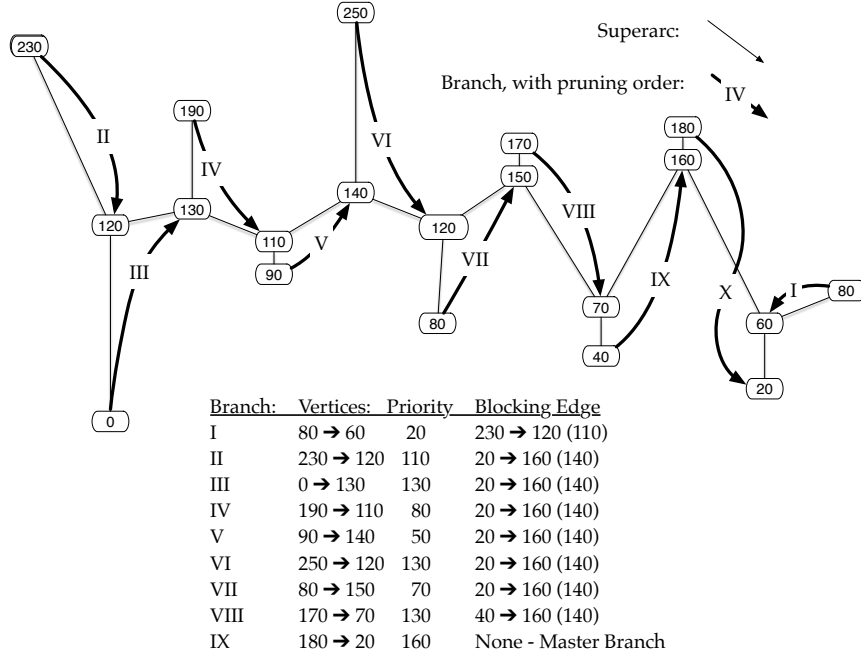 250
230
Superarc:
Branch, with pruning order:
IV
190
180
II
VI
170
160
IV
150
140
130
120
120
VIII
110
V
III
VII
90
IX
X
I
80
70
80
60
40
20
0
Branch: Vertices: Priority Blocking Edge
I 80 ➔ 60 20 230 ➔ 120 (110)
II 230 ➔ 120 110 20 ➔ 160 (140)
III 0 ➔ 130 130 20 ➔ 160 (140)
IV 190 ➔ 110 80 20 ➔ 160 (140)
V 90 ➔ 140 50 20 ➔ 160 (140)
VI 250 ➔ 120 130 20 ➔ 160 (140)
VII 80 ➔ 150 70 20 ➔ 160 (140)
VIII 170 ➔ 70 130 40 ➔ 160 (140)
IX 180 ➔ 20 160 None - Master Branch